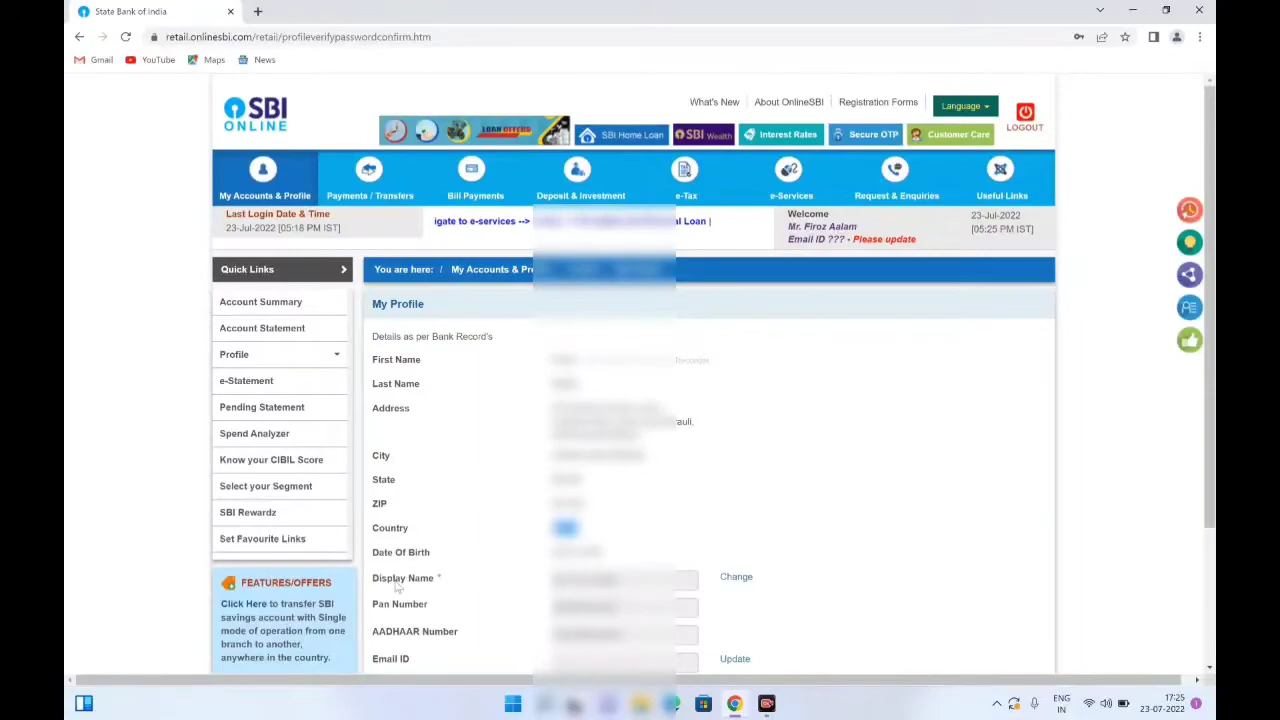 State Bank of India
retail.onlinesbi.com/retail/profileverifypasswordconfirm.htm
Gmail YouTube Maps News
What's New About OnlineSBI Registration Forms Language
SBI ONLINE
LOAN OFFERS SBI Home Loan SBI Wealth Interest Rates Secure OTP Customer Care LOGOUT
My Accounts & Profile Payments / Transfers Bill Payments Deposit & Investment e-Tax e-Services Request & Enquiries Useful Links
Last Login Date & Time
23-Jul-2022 [05:18 PM IST]
igate to e-services --> Loan |
Welcome
Mr. Firoz Aalam
Email ID ??? - Please update
23-Jul-2022
[05:25 PM IST]
Quick Links
Account Summary
Account Statement
Profile
e-Statement
Pending Statement
Spend Analyzer
Know your CIBIL Score
Select your Segment
SBI Rewardz
Set Favourite Links
FEATURES/OFFERS
Click Here to transfer SBI
savings account with Single
mode of operation from one
branch to another,
anywhere in the country.
You are here: / My Accounts &
My Profile
Details as per Bank Record's
First Name
Last Name
Address
rauli.
City
State
ZIP
Country
Date Of Birth
Display Name * Change
Pan Number
AADHAAR Number
Email ID Update
ENG
IN
17:25
23-07-2022
1